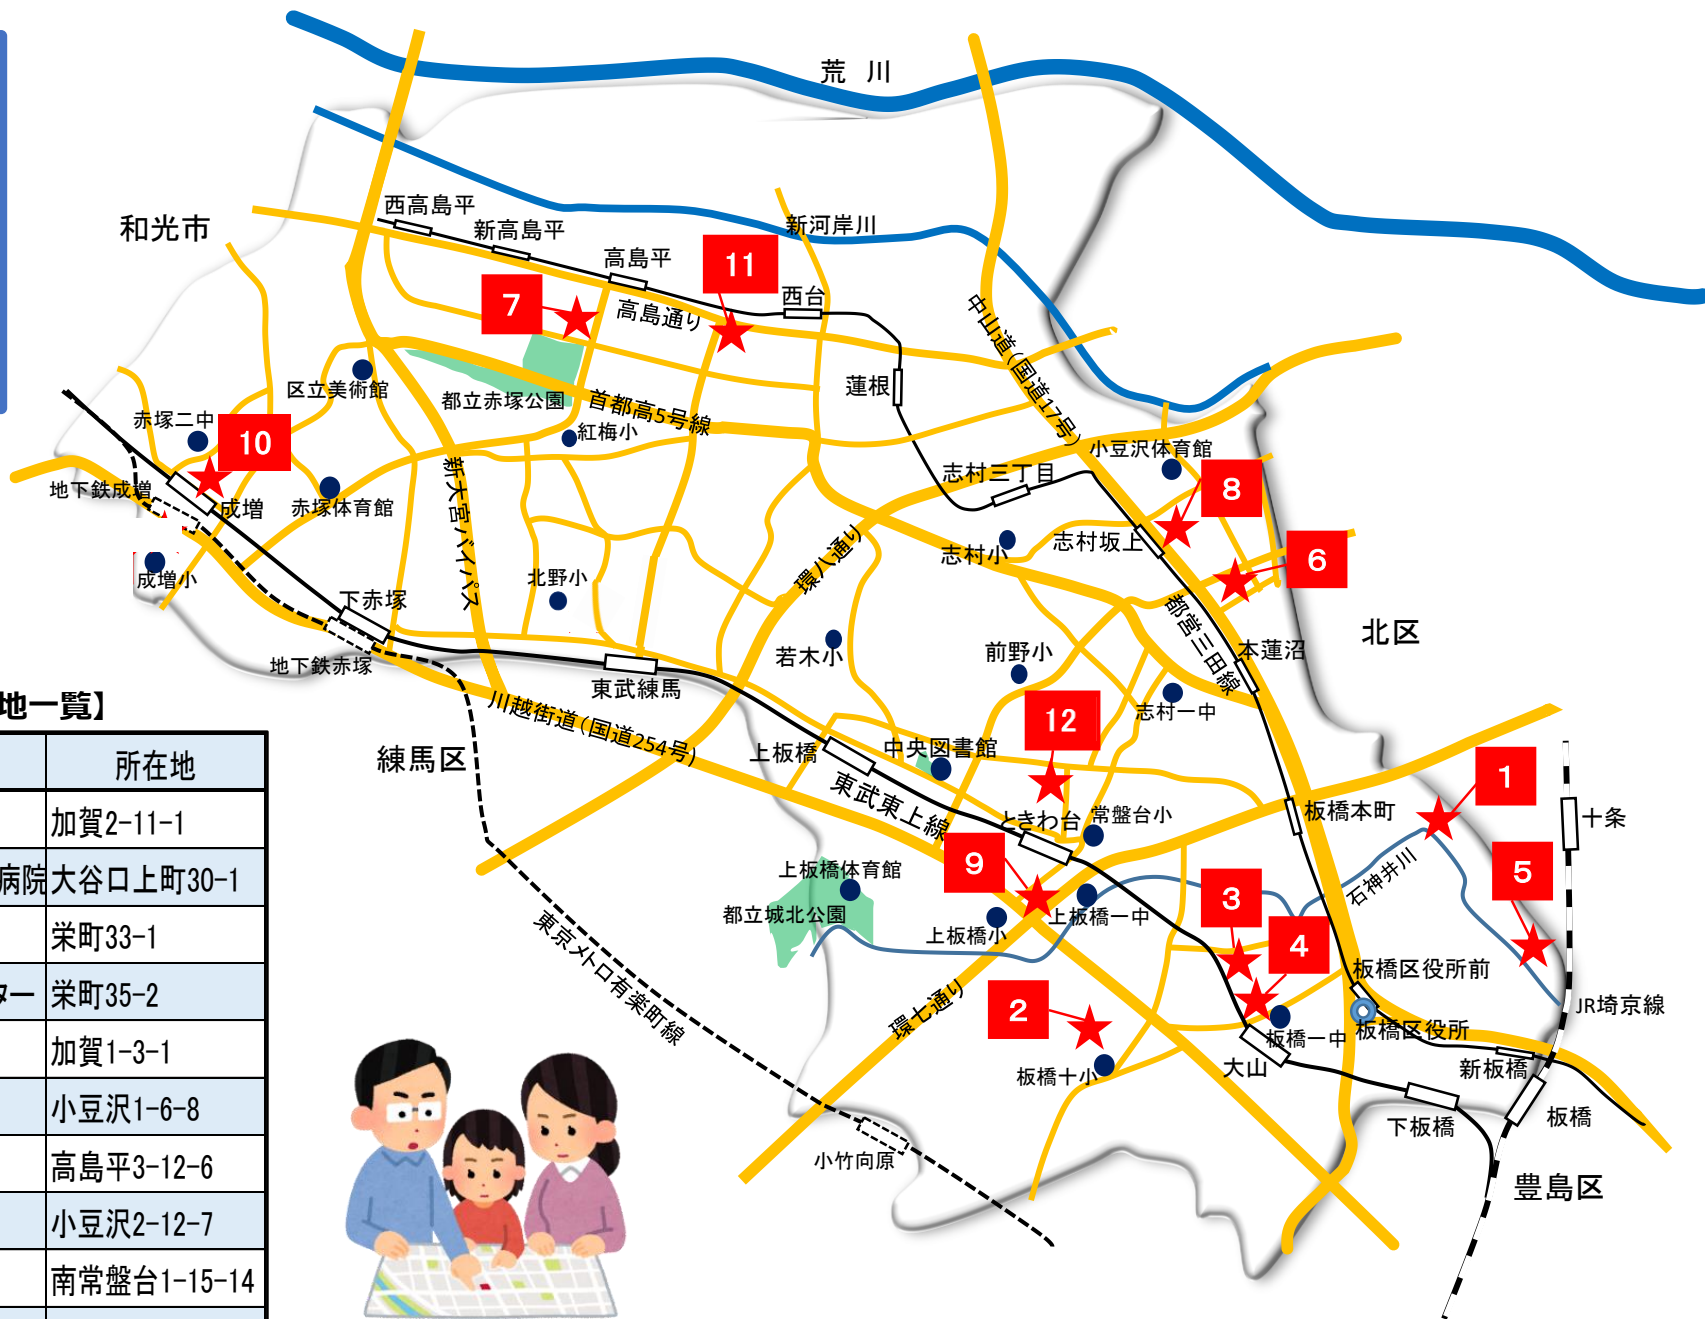 荒 川
和光市
西高島平
新高島平
高島平
新河岸川
11
7
西台
高島通り
中山道(国道17号)
蓮根
区立美術館
都立赤塚公園
首都高5号線
紅梅小
赤塚二中
10
小豆沢体育館
志村三丁目
8
地下鉄成増
成増
赤塚体育館
新大宮バイパス
環八通り
志村小
志村坂上
6
成増小
北野小
下赤塚
都営三田線
北区
若木小
前野小
本蓮沼
地下鉄赤塚
東武練馬
川越街道(国道254号)
志村一中
12
練馬区
上板橋
中央図書館
東武東上線
ときわ台
常盤台小
板橋本町
1
十条
9
上板橋体育館
都立城北公園
上板橋小
上板橋一中
石神井川
5
3
4
東京メトロ有楽町線
環七通り
2
板橋区役所前
板橋区役所
板橋一中
JR埼京線
板橋十小
大山
新板橋
下板橋
板橋
小竹向原
豊島区
地一覧】
所在地
加賀2-11-1
病院 大谷口上町30-1
栄町33-1
ター 栄町35-2
加賀1-3-1
小豆沢1-6-8
高島平3-12-6
小豆沢2-12-7
南常盤台1-15-14